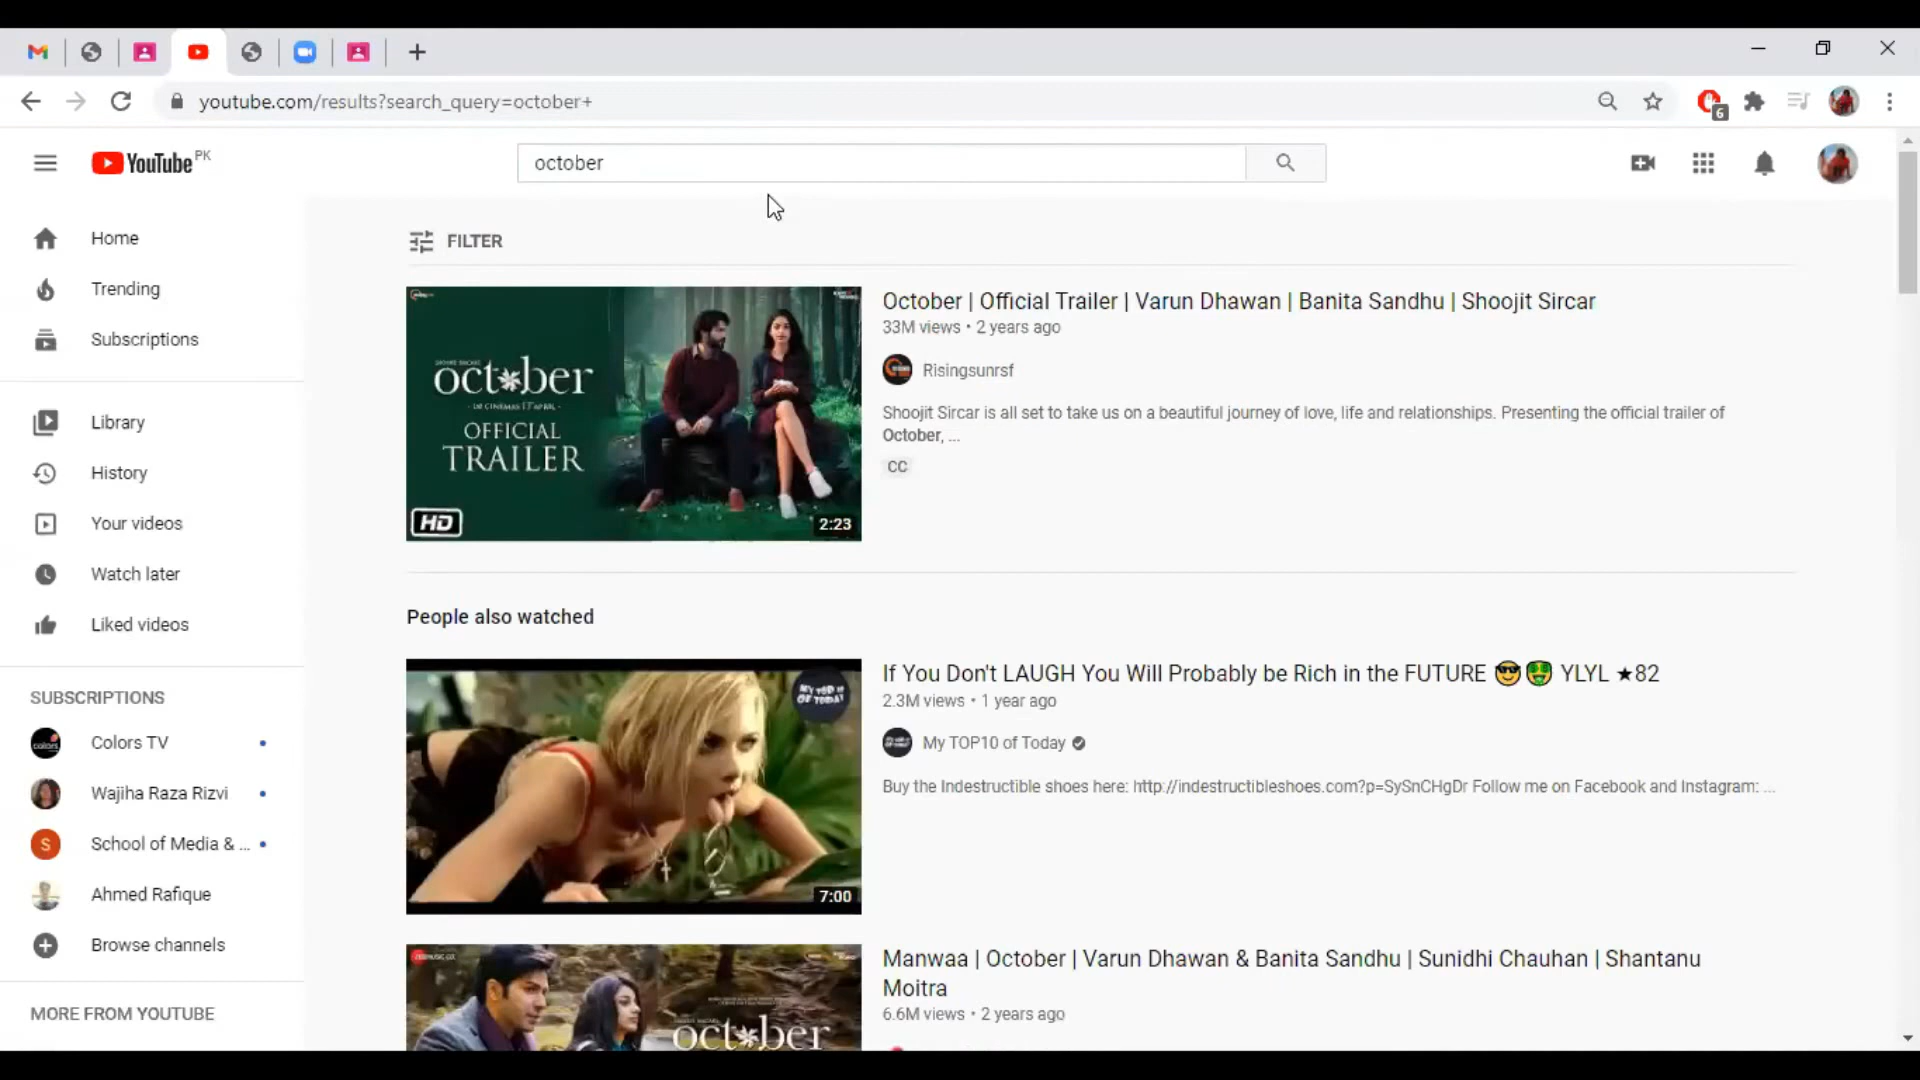 youtube.com/results?search_query=october+
6
YouTube PK
october
Home
Trending
Subscriptions
Library
History
Your videos
Watch later
Liked videos
SUBSCRIPTIONS
Colors TV
Wajiha Raza Rizvi
S School of Media & ...
Ahmed Rafique
Browse channels
MORE FROM YOUTUBE
FILTER
october
OFFICIAL
TRAILER
HD
2:23
October | Official Trailer | Varun Dhawan | Banita Sandhu | Shoojit Sircar
33M views • 2 years ago
Risingsunrsf
Shoojit Sircar is all set to take us on a beautiful journey of love, life and relationships. Presenting the official trailer of
October, ...
CC
People also watched
MY TOP 10
OF TODAY
7:00
If You Don't LAUGH You Will Probably be Rich in the FUTURE 😎🤑 YLYL ★82
2.3M views • 1 year ago
My TOP10 of Today
Buy the Indestructible shoes here: http://indestructibleshoes.com?p=SySnCHgDr Follow me on Facebook and Instagram: ...
october
Manwaa | October | Varun Dhawan & Banita Sandhu | Sunidhi Chauhan | Shantanu
Moitra
6.6M views • 2 years ago